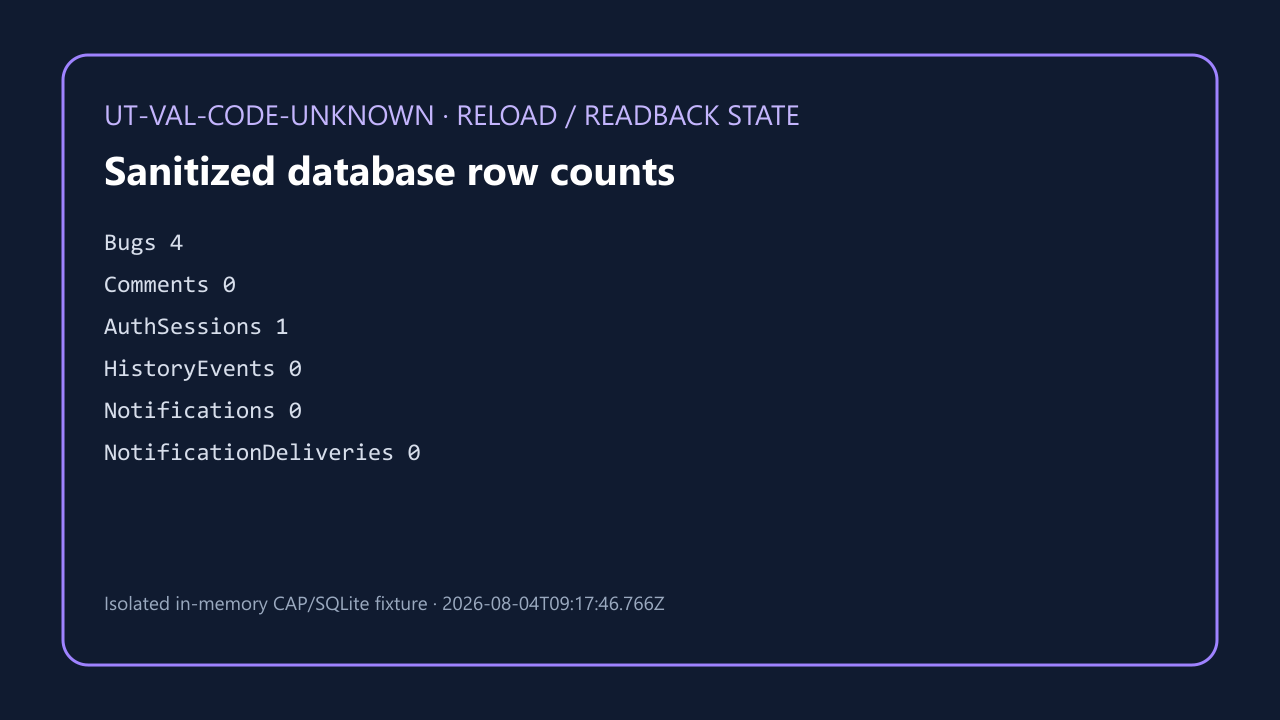 UT-VAL-CODE-UNKNOWN · RELOAD / READBACK STATE
Sanitized database row counts
Bugs 4
Comments 0
AuthSessions 1
HistoryEvents 0
Notifications 0
NotificationDeliveries 0
Isolated in-memory CAP/SQLite fixture · 2026-08-04T09:17:46.766Z